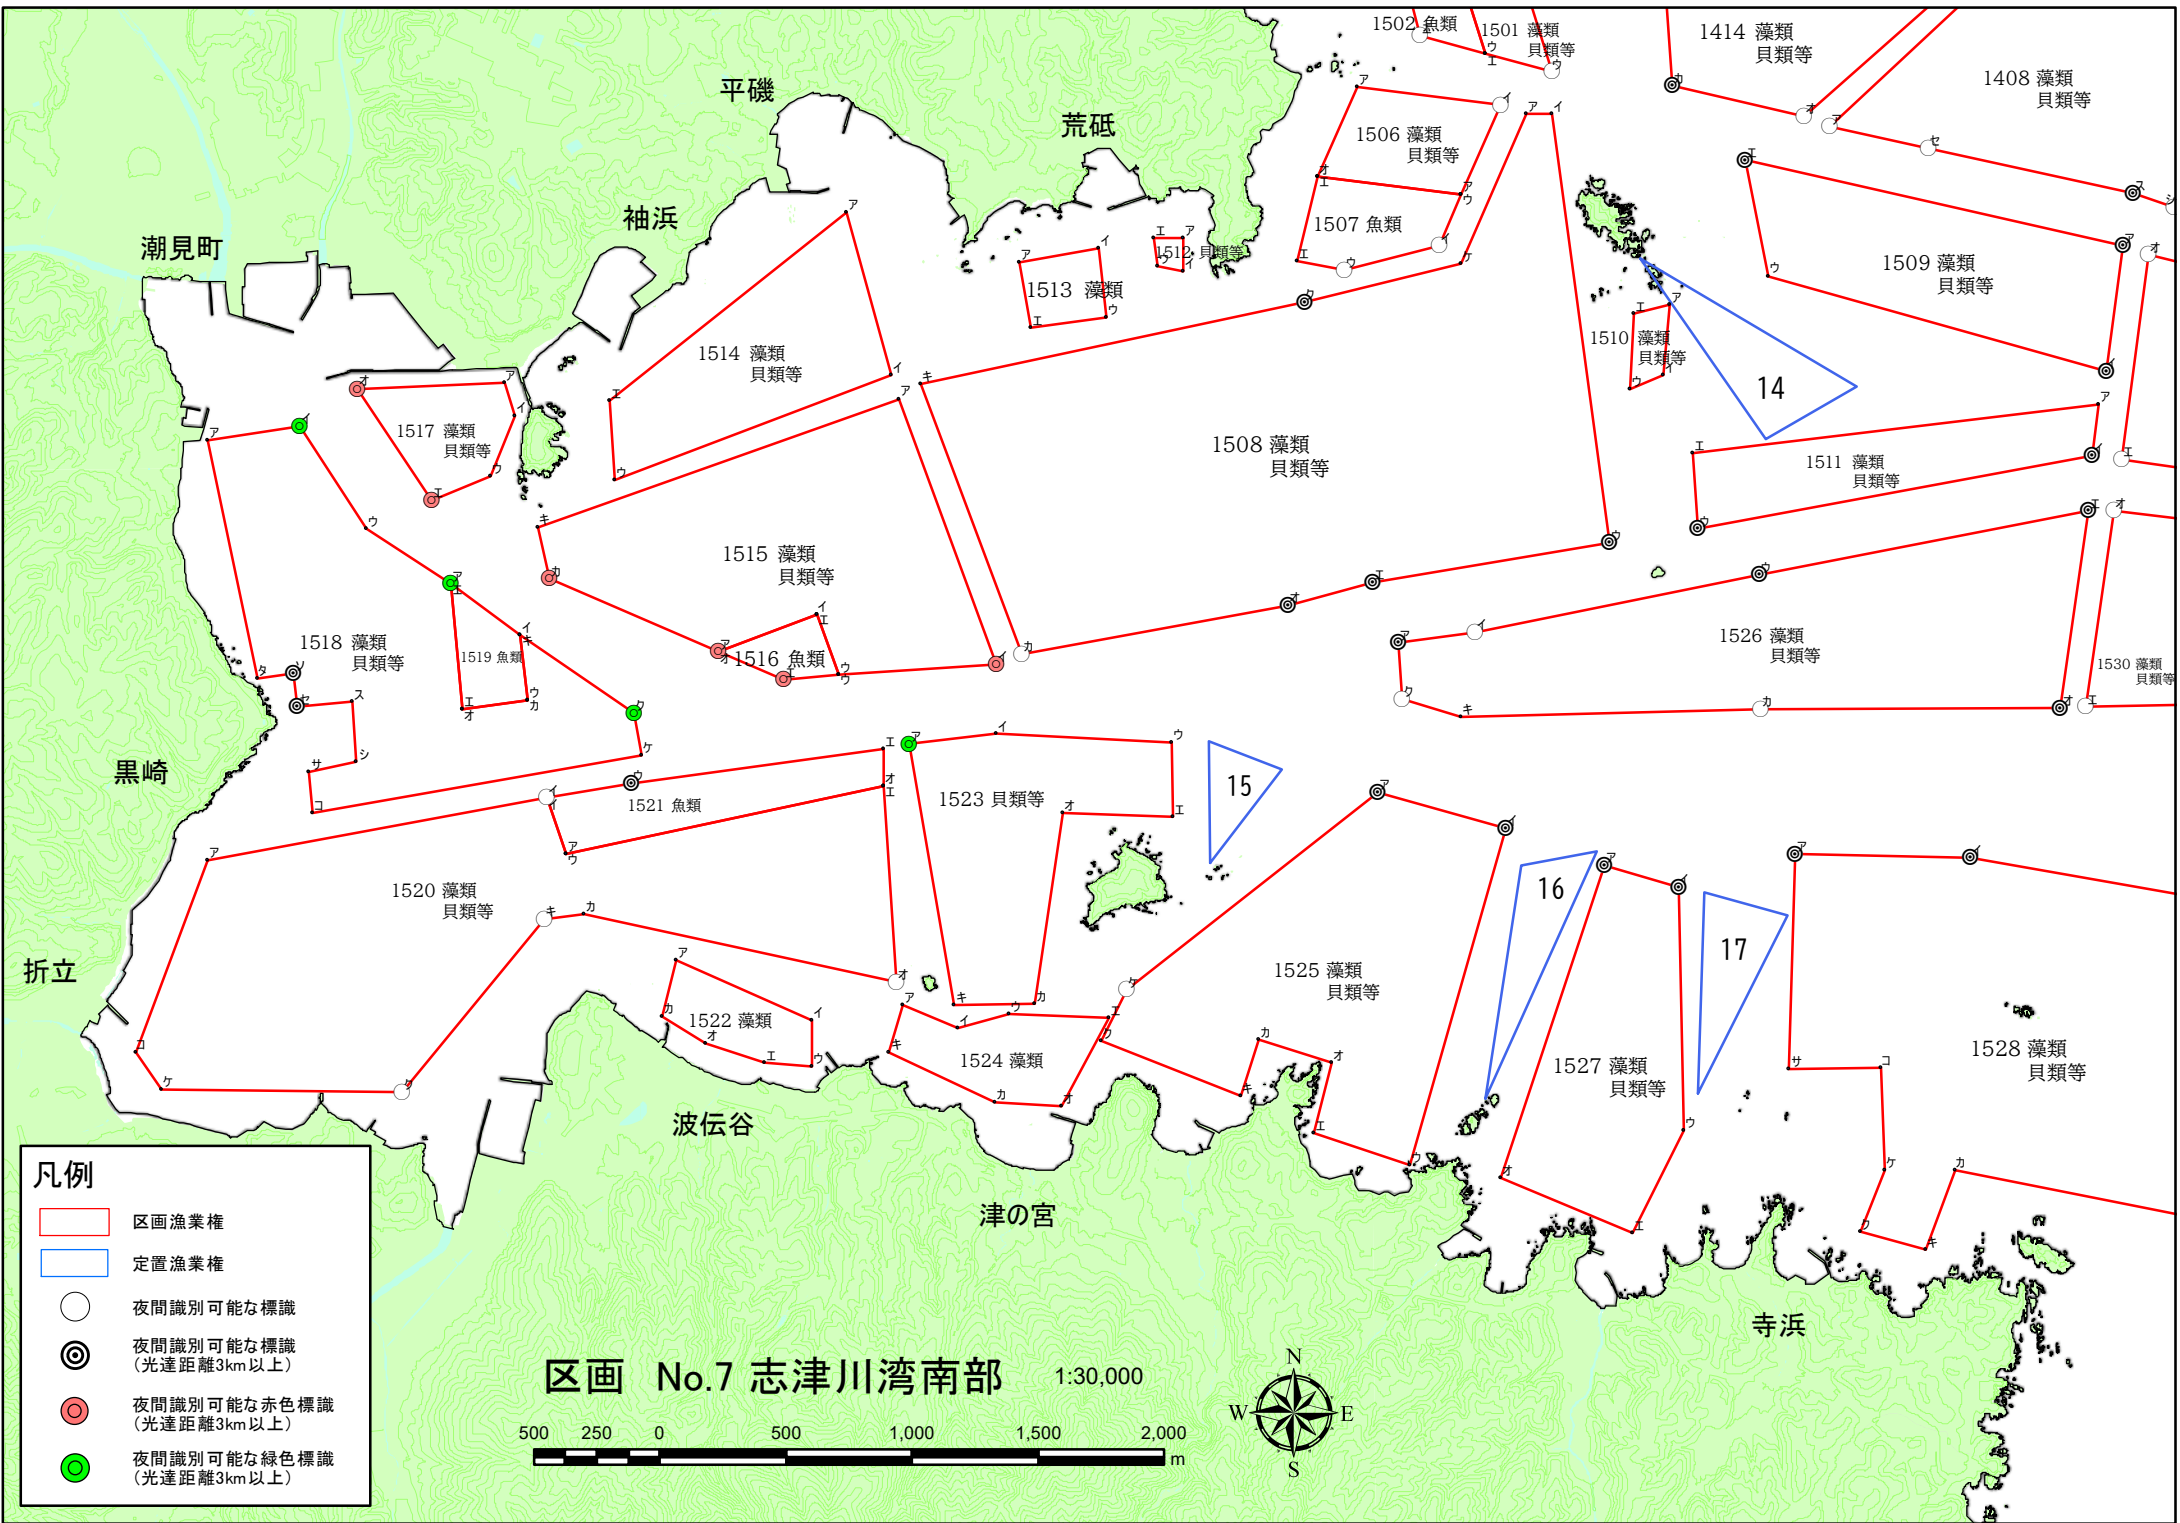 1502 魚類
1501 藻類
貝類等
1414 藻類
貝類等
1408 藻類
貝類等
平磯
荒砥
1506 藻類
貝類等
袖浜
1507 魚類
潮見町
1512 貝類等
1509 藻類
貝類等
1513 藻類
1510 藻類
貝類等
1514 藻類
貝類等
14
1517 藻類
貝類等
1508 藻類
貝類等
1511 藻類
貝類等
1515 藻類
貝類等
1518 藻類
貝類等
1519 魚類
1516 魚類
1526 藻類
貝類等
1530 藻類
貝類等
黒崎
1521 魚類
1523 貝類等
15
1520 藻類
貝類等
16
17
折立
1525 藻類
貝類等
1522 藻類
1524 藻類
1527 藻類
貝類等
1528 藻類
貝類等
波伝谷
津の宮
寺浜
凡例
区画漁業権
定置漁業権
夜間識別可能な標識
夜間識別可能な標識
(光達距離3km以上)
夜間識別可能な赤色標識
(光達距離3km以上)
夜間識別可能な緑色標識
(光達距離3km以上)
区画 No.7 志津川湾南部 1:30,000
500 250 0 500 1,000 1,500 2,000
m
N
W E
S